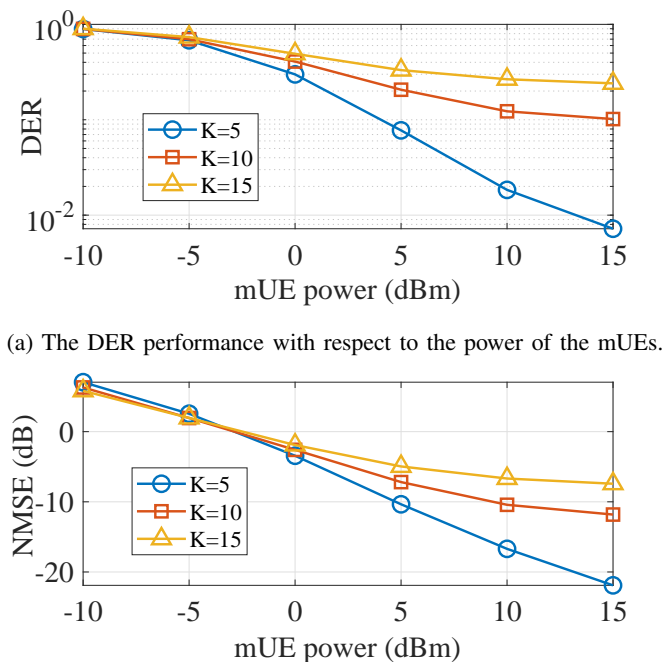 10^0
10^-2
DER
K=5
K=10
K=15
-10 -5 0 5 10 15
mUE power (dBm)
(a) The DER performance with respect to the power of the mUEs.
0
-10
-20
NMSE (dB)
K=5
K=10
K=15
-10 -5 0 5 10 15
mUE power (dBm)